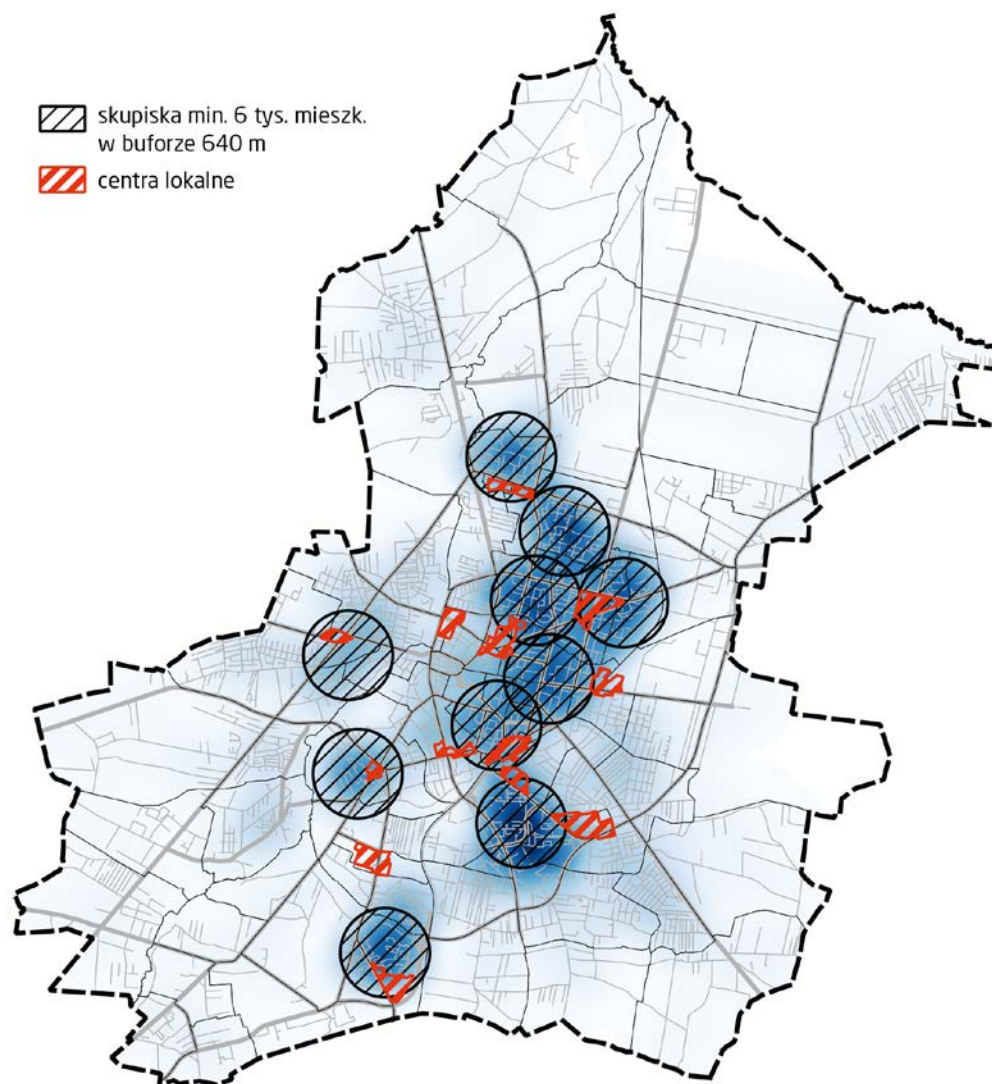 skupiska min. 6 tys. mieszk.
w buforze 640 m
centra lokalne